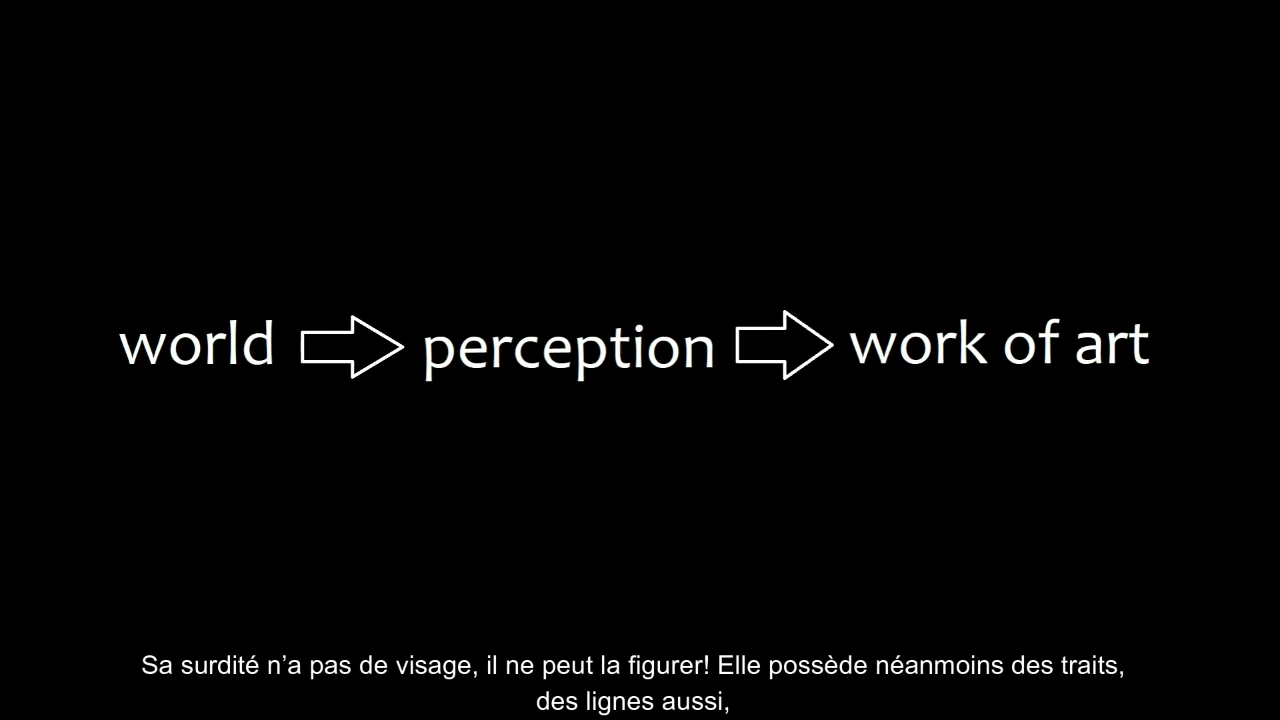 world perception work of art
Sa surdité n’a pas de visage, il ne peut la figurer! Elle possède néanmoins des traits,
des lignes aussi,